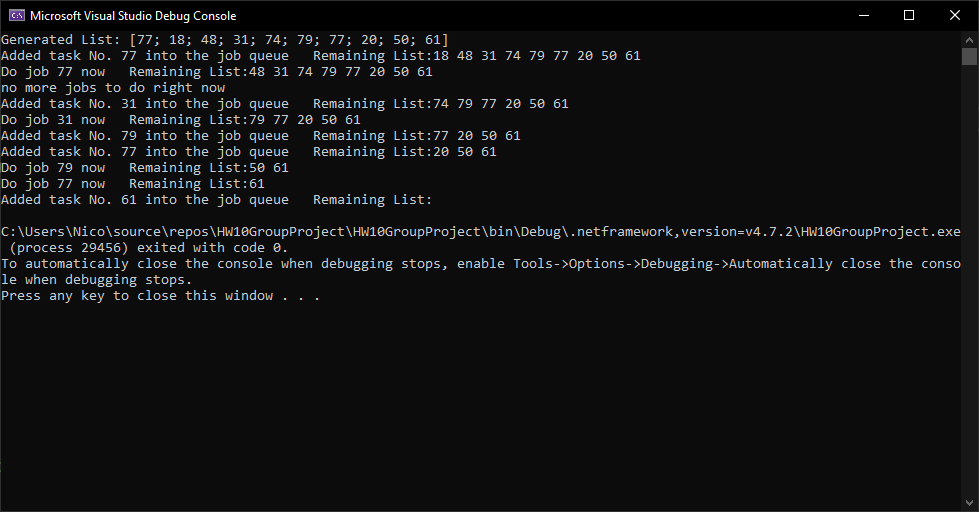 Microsoft Visual Studio Debug Console
Generated List: [77; 18; 48; 31; 74; 79; 77; 20; 50; 61]
Added task No. 77 into the job queue   Remaining List:18 48 31 74 79 77 20 50 61
Do job 77 now   Remaining List:48 31 74 79 77 20 50 61
no more jobs to do right now
Added task No. 31 into the job queue   Remaining List:74 79 77 20 50 61
Do job 31 now   Remaining List:79 77 20 50 61
Added task No. 79 into the job queue   Remaining List:77 20 50 61
Added task No. 77 into the job queue   Remaining List:20 50 61
Do job 79 now   Remaining List:50 61
Do job 77 now   Remaining List:61
Added task No. 61 into the job queue   Remaining List:
C:\Users\Nico\source\repos\HW10GroupProject\HW10GroupProject\bin\Debug\.netframework,version=v4.7.2\HW10GroupProject.exe
 (process 29456) exited with code 0.
To automatically close the console when debugging stops, enable Tools->Options->Debugging->Automatically close the conso
le when debugging stops.
Press any key to close this window . . .